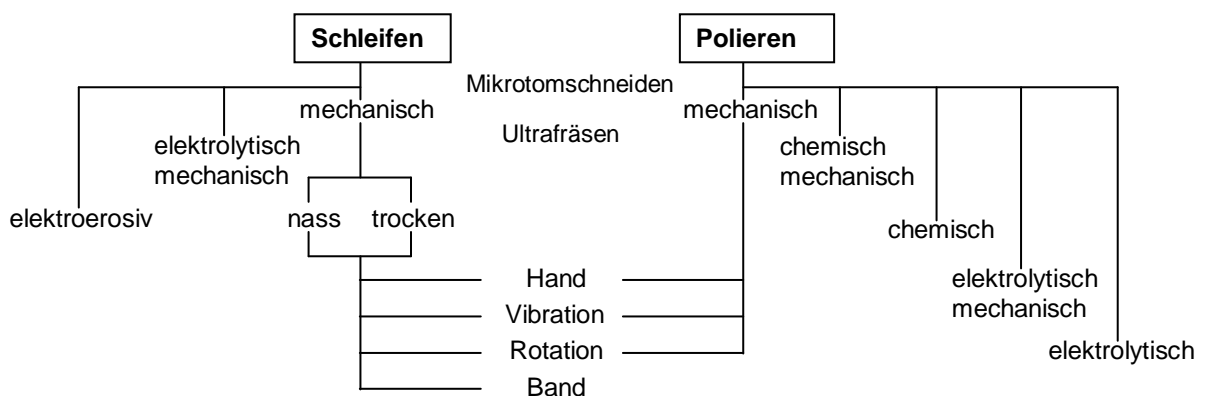 Schleifen
Polieren
Mikrotomschneiden
mechanisch
mechanisch
Ultrafräsen
elektrolytisch
mechanisch
chemisch
mechanisch
elektroerosiv
nass
trocken
chemisch
Hand
elektrolytisch
mechanisch
Vibration
Rotation
elektrolytisch
Band